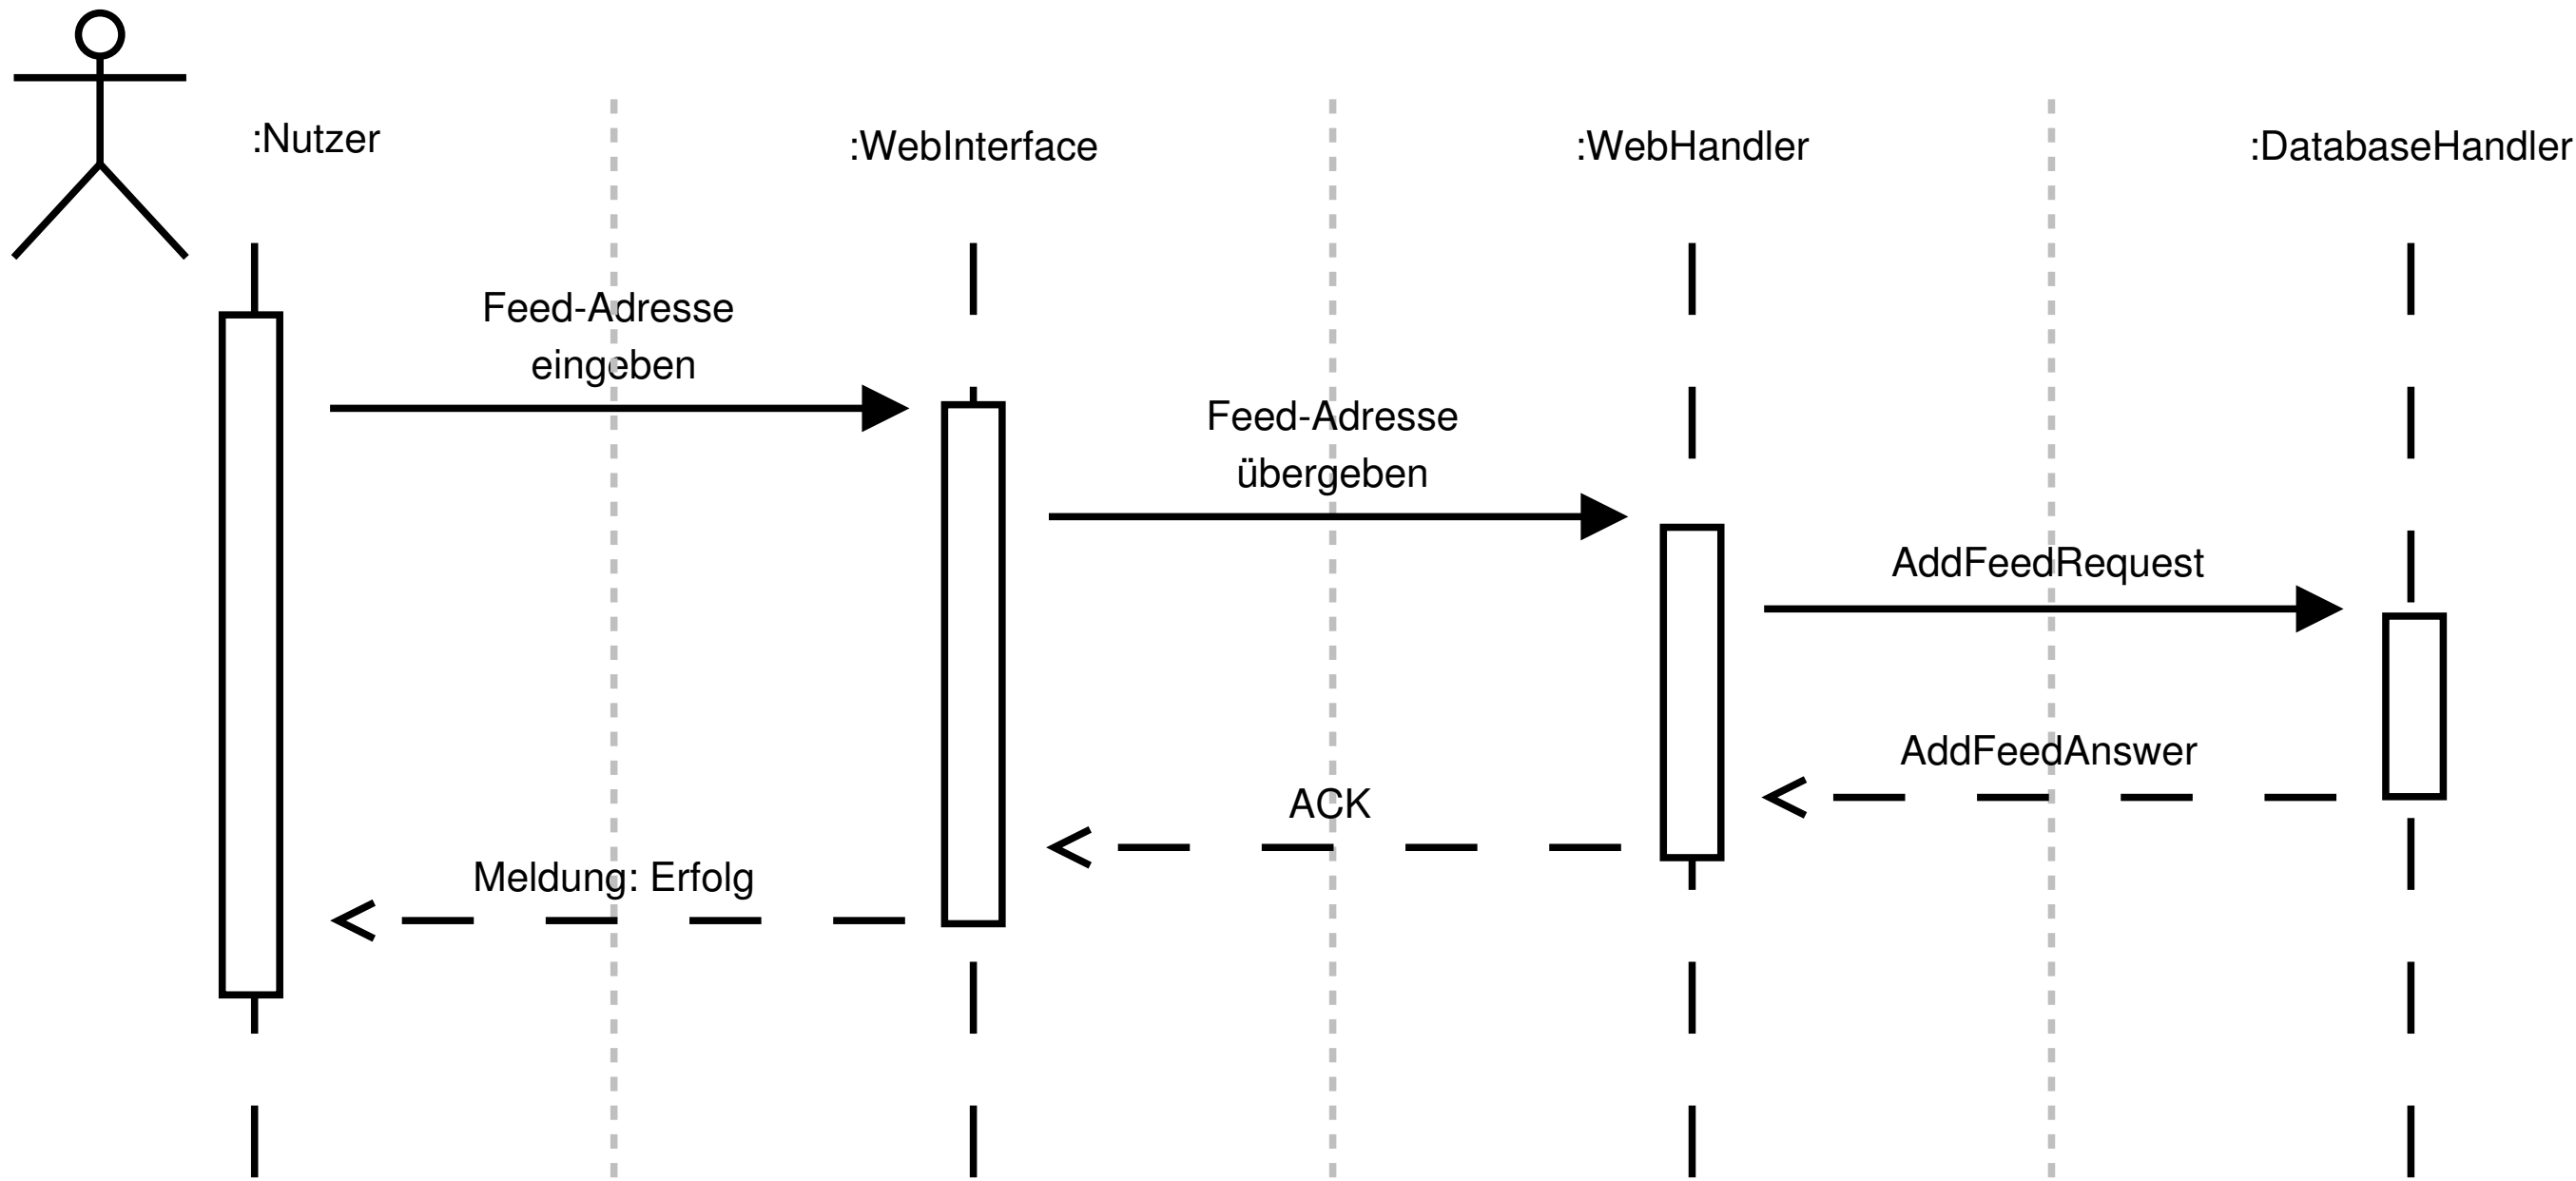 :Nutzer
:WebInterface
:WebHandler
:DatabaseHandler
Feed-Adresse
eingeben
Feed-Adresse
übergeben
AddFeedRequest
AddFeedAnswer
ACK
Meldung: Erfolg